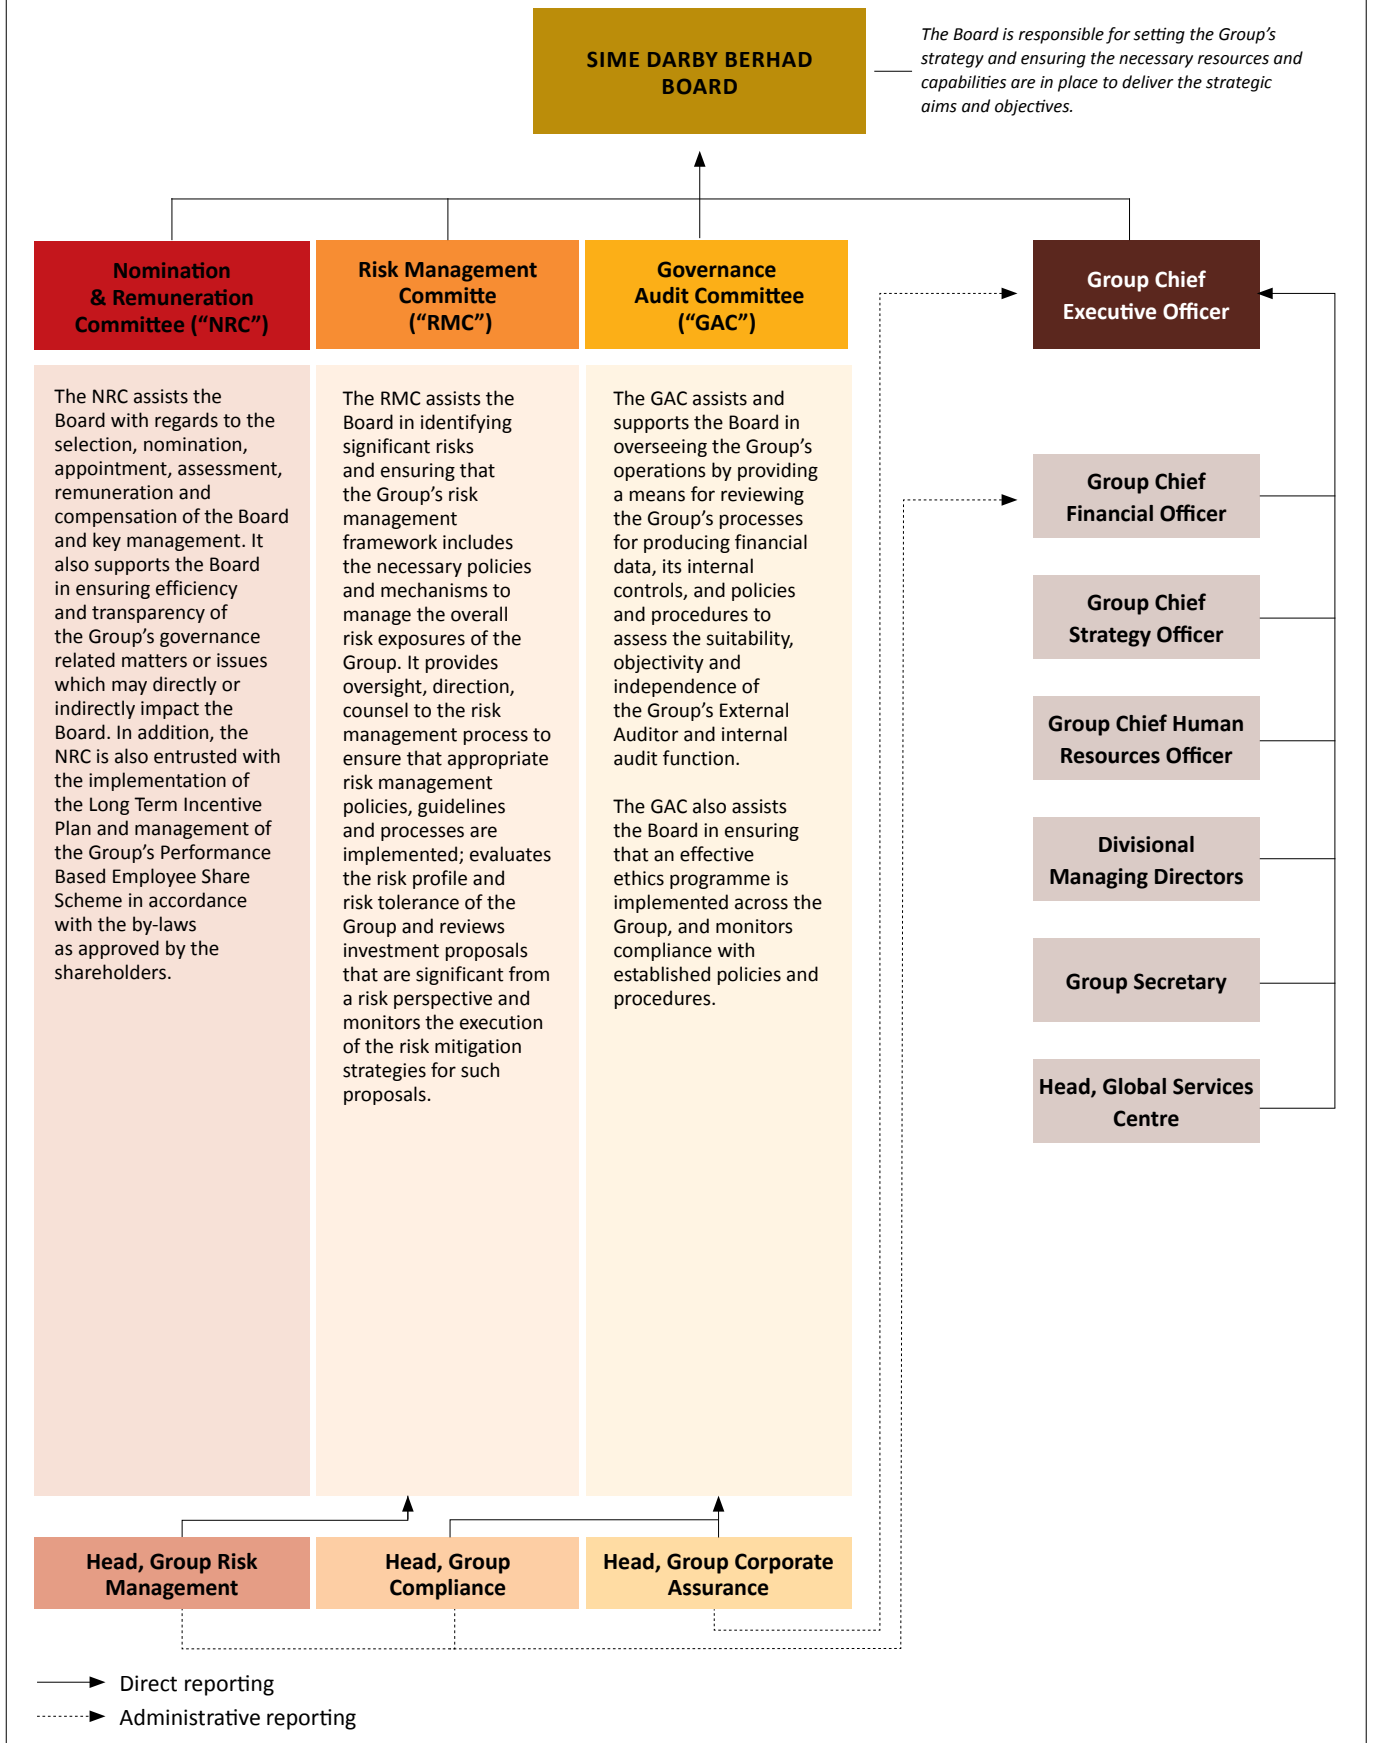 SIME DARBY BERHAD
BOARD
The Board is responsible for setting the Group’s
strategy and ensuring the necessary resources and
capabilities are in place to deliver the strategic
aims and objectives.
Nomination
& Remuneration
Committee (“NRC”)
Risk Management
Committe
(“RMC”)
Governance
Audit Committee
(“GAC”)
Group Chief
Executive Officer
The NRC assists the
Board with regards to the
selection, nomination,
appointment, assessment,
remuneration and
compensation of the Board
and key management. It
also supports the Board
in ensuring efficiency
and transparency of
the Group’s governance
related matters or issues
which may directly or
indirectly impact the
Board. In addition, the
NRC is also entrusted with
the implementation of
the Long Term Incentive
Plan and management of
the Group’s Performance
Based Employee Share
Scheme in accordance
with the by-laws
as approved by the
shareholders.
The RMC assists the
Board in identifying
significant risks
and ensuring that
the Group’s risk
management
framework includes
the necessary policies
and mechanisms to
manage the overall
risk exposures of the
Group. It provides
oversight, direction,
counsel to the risk
management process to
ensure that appropriate
risk management
policies, guidelines
and processes are
implemented; evaluates
the risk profile and
risk tolerance of the
Group and reviews
investment proposals
that are significant from
a risk perspective and
monitors the execution
of the risk mitigation
strategies for such
proposals.
The GAC assists and
supports the Board in
overseeing the Group’s
operations by providing
a means for reviewing
the Group’s processes
for producing financial
data, its internal
controls, and policies
and procedures to
assess the suitability,
objectivity and
independence of
the Group’s External
Auditor and internal
audit function.
The GAC also assists
the Board in ensuring
that an effective
ethics programme is
implemented across the
Group, and monitors
compliance with
established policies and
procedures.
Group Chief
Financial Officer
Group Chief
Strategy Officer
Group Chief Human
Resources Officer
Divisional
Managing Directors
Group Secretary
Head, Global Services
Centre
Head, Group Risk
Management
Head, Group
Compliance
Head, Group Corporate
Assurance
Direct reporting
Administrative reporting